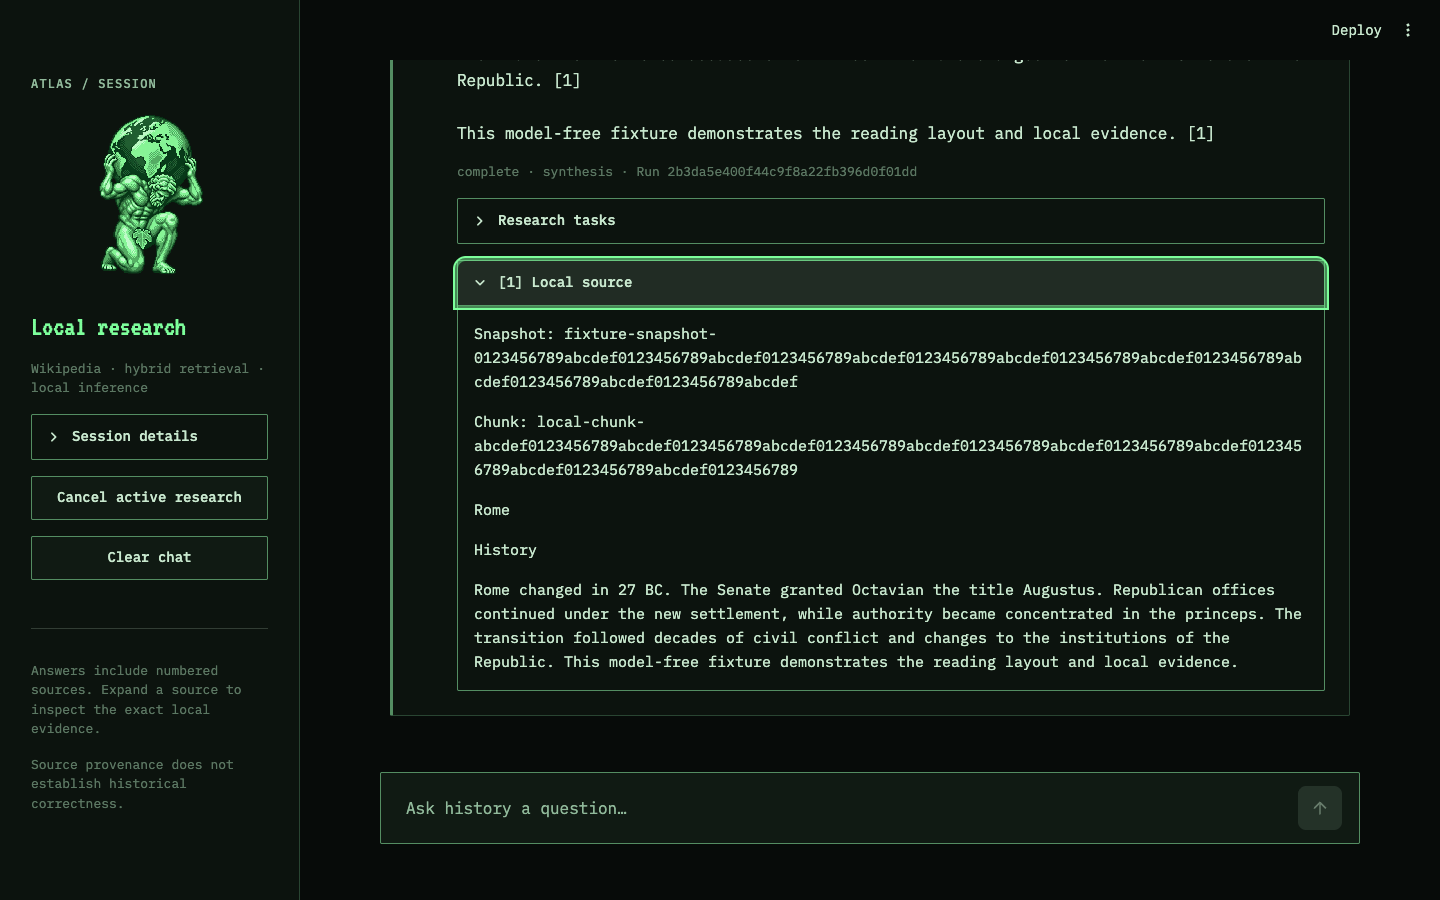 Deploy
ATLAS / SESSION
Local research
Wikipedia · hybrid retrieval ·
local inference
Session details
Cancel active research
Clear chat
Answers include numbered
sources. Expand a source to
inspect the exact local
evidence.
Source provenance does not
establish historical
correctness.
Republic. [1]
This model-free fixture demonstrates the reading layout and local evidence. [1]
complete · synthesis · Run 2b3da5e400f44c9f8a22fb396d0f01dd
Research tasks
[1] Local source
Snapshot: fixture-snapshot-
0123456789abcdef0123456789abcdef0123456789abcdef0123456789abcdef0123456789abcdef0123456789ab
cdef0123456789abcdef0123456789abcdef
Chunk: local-chunk-
abcdef0123456789abcdef0123456789abcdef0123456789abcdef0123456789abcdef0123456789abcdef012345
6789abcdef0123456789abcdef0123456789
Rome
History
Rome changed in 27 BC. The Senate granted Octavian the title Augustus. Republican offices
continued under the new settlement, while authority became concentrated in the princeps. The
transition followed decades of civil conflict and changes to the institutions of the
Republic. This model-free fixture demonstrates the reading layout and local evidence.
Ask history a question…